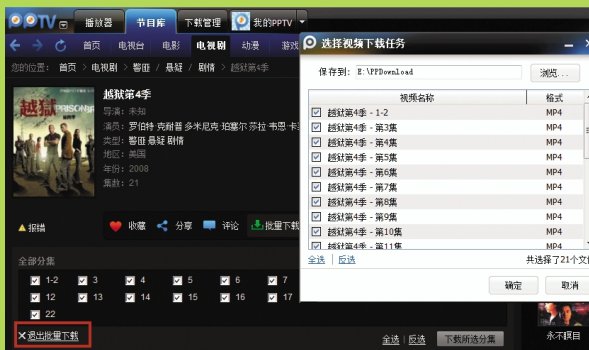 PPTV 播放器 节目库 下载管理 我的PPTV
首页 电视台 电影 电视剧 动漫 游戏
您的位置： 首页 > 电视剧 > 警匪 / 悬疑 / 剧情 > 越狱第4季
越狱 PRISON
越狱第4季
导演：未知
演员：罗伯特·克耐普 多米尼克·珀塞尔 莎拉·韦恩·卡
类型：警匪 悬疑 剧情
地区：美国
年份：2008
集数：21
报错 收藏 分享 评论 批量下载
全部分集
1-2 3 4 5 6 7
12 13 14 15 16 17
22
退出批量下载 全选 | 反选 下载所选分集
选择视频下载任务
保存到： E:\PPDownload 浏览...
视频名称 格式
越狱第4季 - 1-2 MP4
越狱第4季 - 第3集 MP4
越狱第4季 - 第4集 MP4
越狱第4季 - 第5集 MP4
越狱第4季 - 第6集 MP4
越狱第4季 - 第7集 MP4
越狱第4季 - 第8集 MP4
越狱第4季 - 第9集 MP4
越狱第4季 - 第10集 MP4
越狱第4季 - 第11集 MP4
全选 | 反选 共选择了21个文
确定 取消
永不瞑目